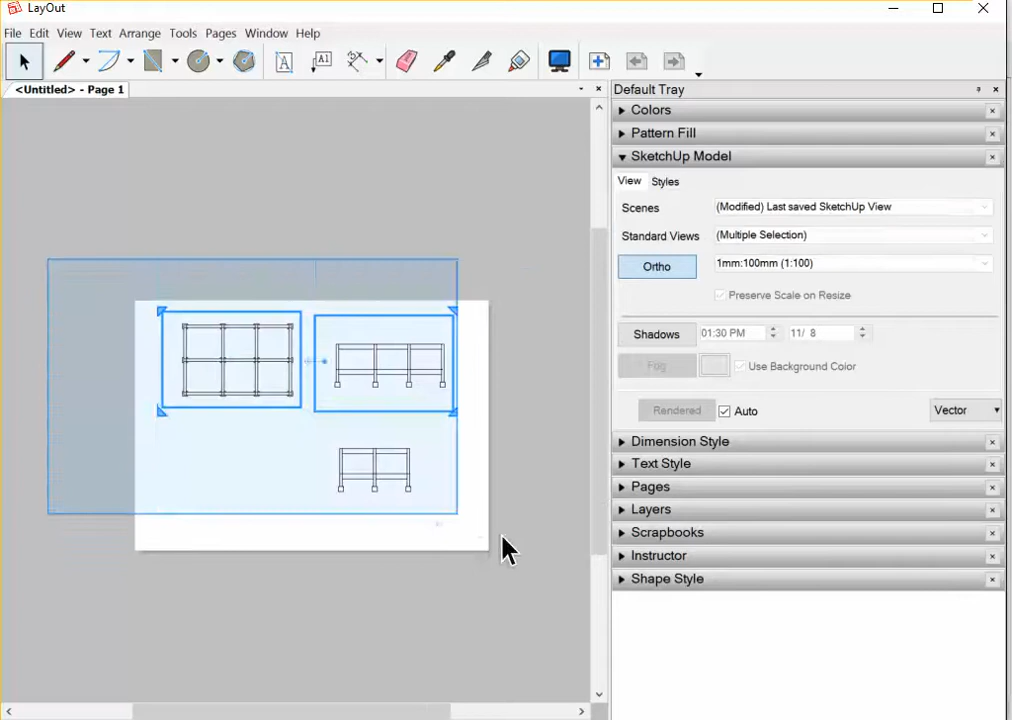 LayOut
File Edit View Text Arrange Tools Pages Window Help
A A1
<Untitled> - Page 1
Default Tray
Colors
Pattern Fill
SketchUp Model
View Styles
Scenes (Modified) Last saved SketchUp View
Standard Views (Multiple Selection)
Ortho 1mm:100mm (1:100)
Preserve Scale on Resize
Shadows 01:30 PM 11/ 8
Fog Use Background Color
Rendered Auto Vector
Dimension Style
Text Style
Pages
Layers
Scrapbooks
Instructor
Shape Style